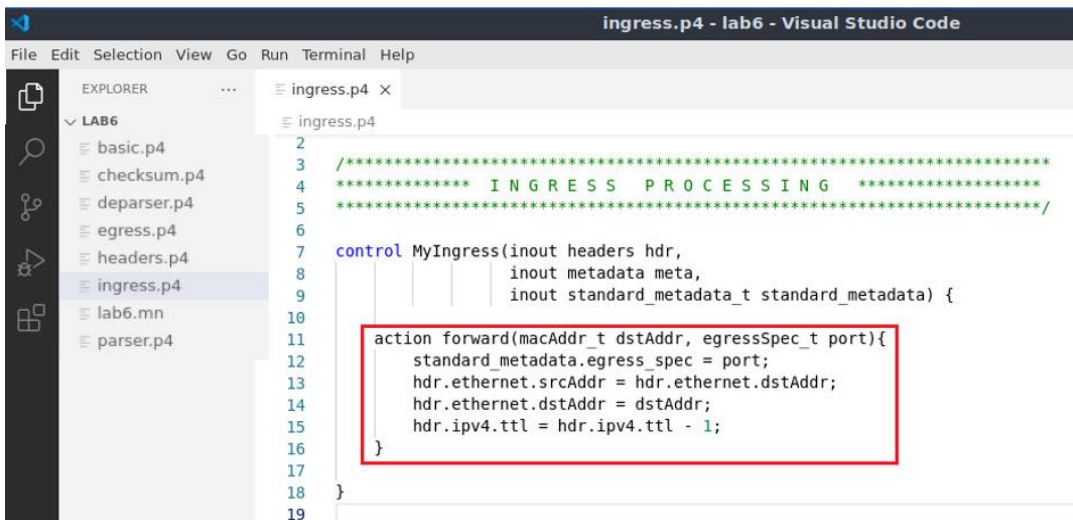 ingress.p4 - lab6 - Visual Studio Code
File Edit Selection View Go Run Terminal Help
EXPLORER ...
ingress.p4 ×
LAB6
basic.p4
checksum.p4
deparser.p4
egress.p4
headers.p4
ingress.p4
lab6.mn
parser.p4
ingress.p4
2
3 /*************************************************************************
4 ************** I N G R E S S   P R O C E S S I N G   *******************
5 *************************************************************************/
6
7 control MyIngress(inout headers hdr,
8 inout metadata meta,
9 inout standard_metadata_t standard_metadata) {
10
11 action forward(macAddr_t dstAddr, egressSpec_t port){
12 standard_metadata.egress_spec = port;
13 hdr.ethernet.srcAddr = hdr.ethernet.dstAddr;
14 hdr.ethernet.dstAddr = dstAddr;
15 hdr.ipv4.ttl = hdr.ipv4.ttl - 1;
16 }
17
18 }
19